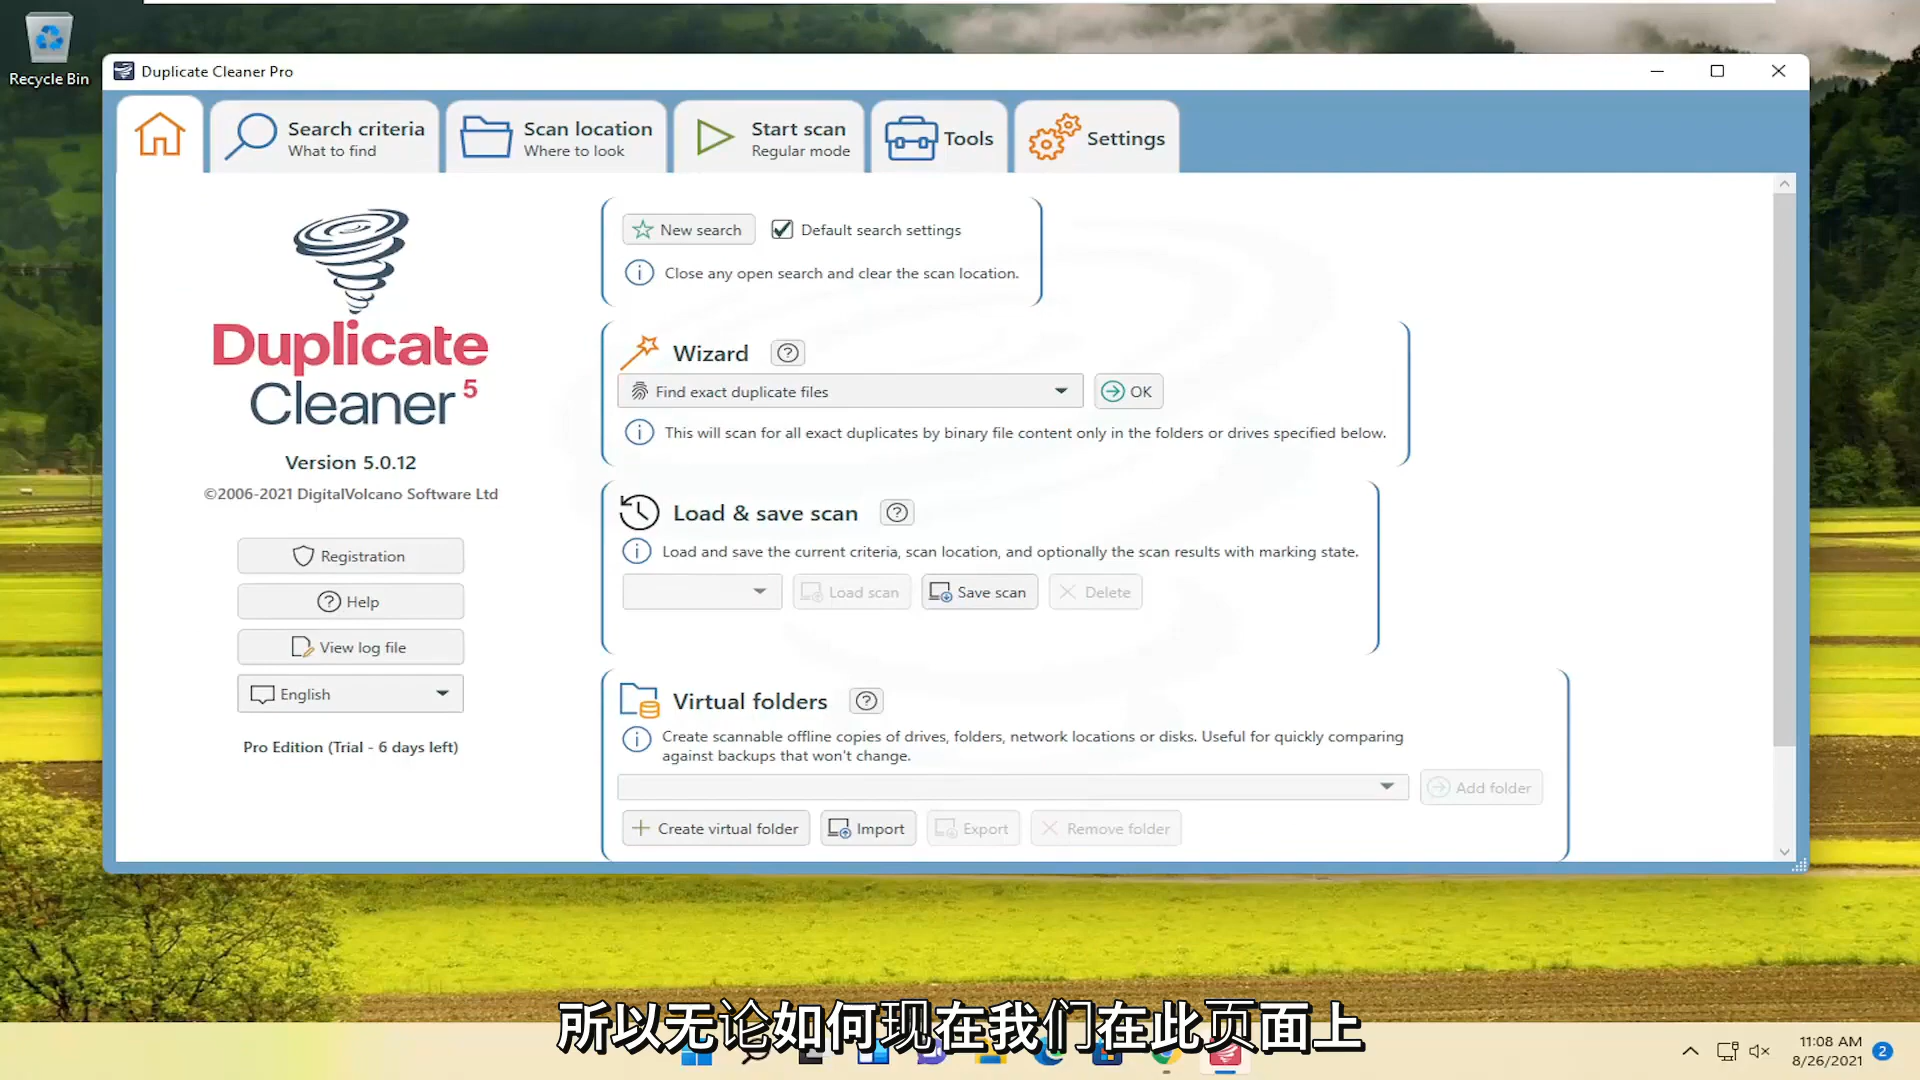 Recycle Bin
Duplicate Cleaner Pro
Search criteria
What to find
Scan location
Where to look
Start scan
Regular mode
Tools
Settings
Duplicate
Cleaner 5
Version 5.0.12
©2006-2021 DigitalVolcano Software Ltd
Registration
Help
View log file
English
Pro Edition (Trial - 6 days left)
New search
Default search settings
Close any open search and clear the scan location.
Wizard
Find exact duplicate files
OK
This will scan for all exact duplicates by binary file content only in the folders or drives specified below.
Load & save scan
Load and save the current criteria, scan location, and optionally the scan results with marking state.
Load scan
Save scan
Delete
Virtual folders
Create scannable offline copies of drives, folders, network locations or disks. Useful for quickly comparing
against backups that won't change.
Add folder
Create virtual folder
Import
Export
Remove folder
所以无论如何现在我们在此页面上
11:08 AM
8/26/2021
2